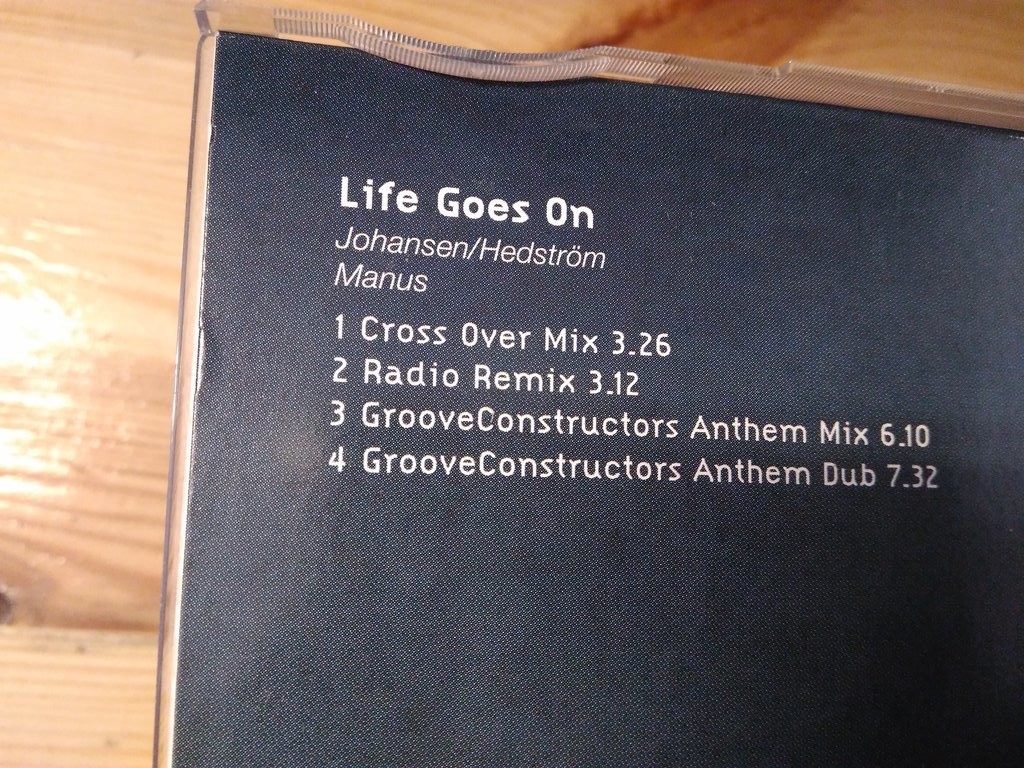 Life Goes On
Johansen/Hedström
Manus
1 Cross Over Mix 3.26
2 Radio Remix 3.12
3 GrooveConstructors Anthem Mix 6.10
4 GrooveConstructors Anthem Dub 7.32